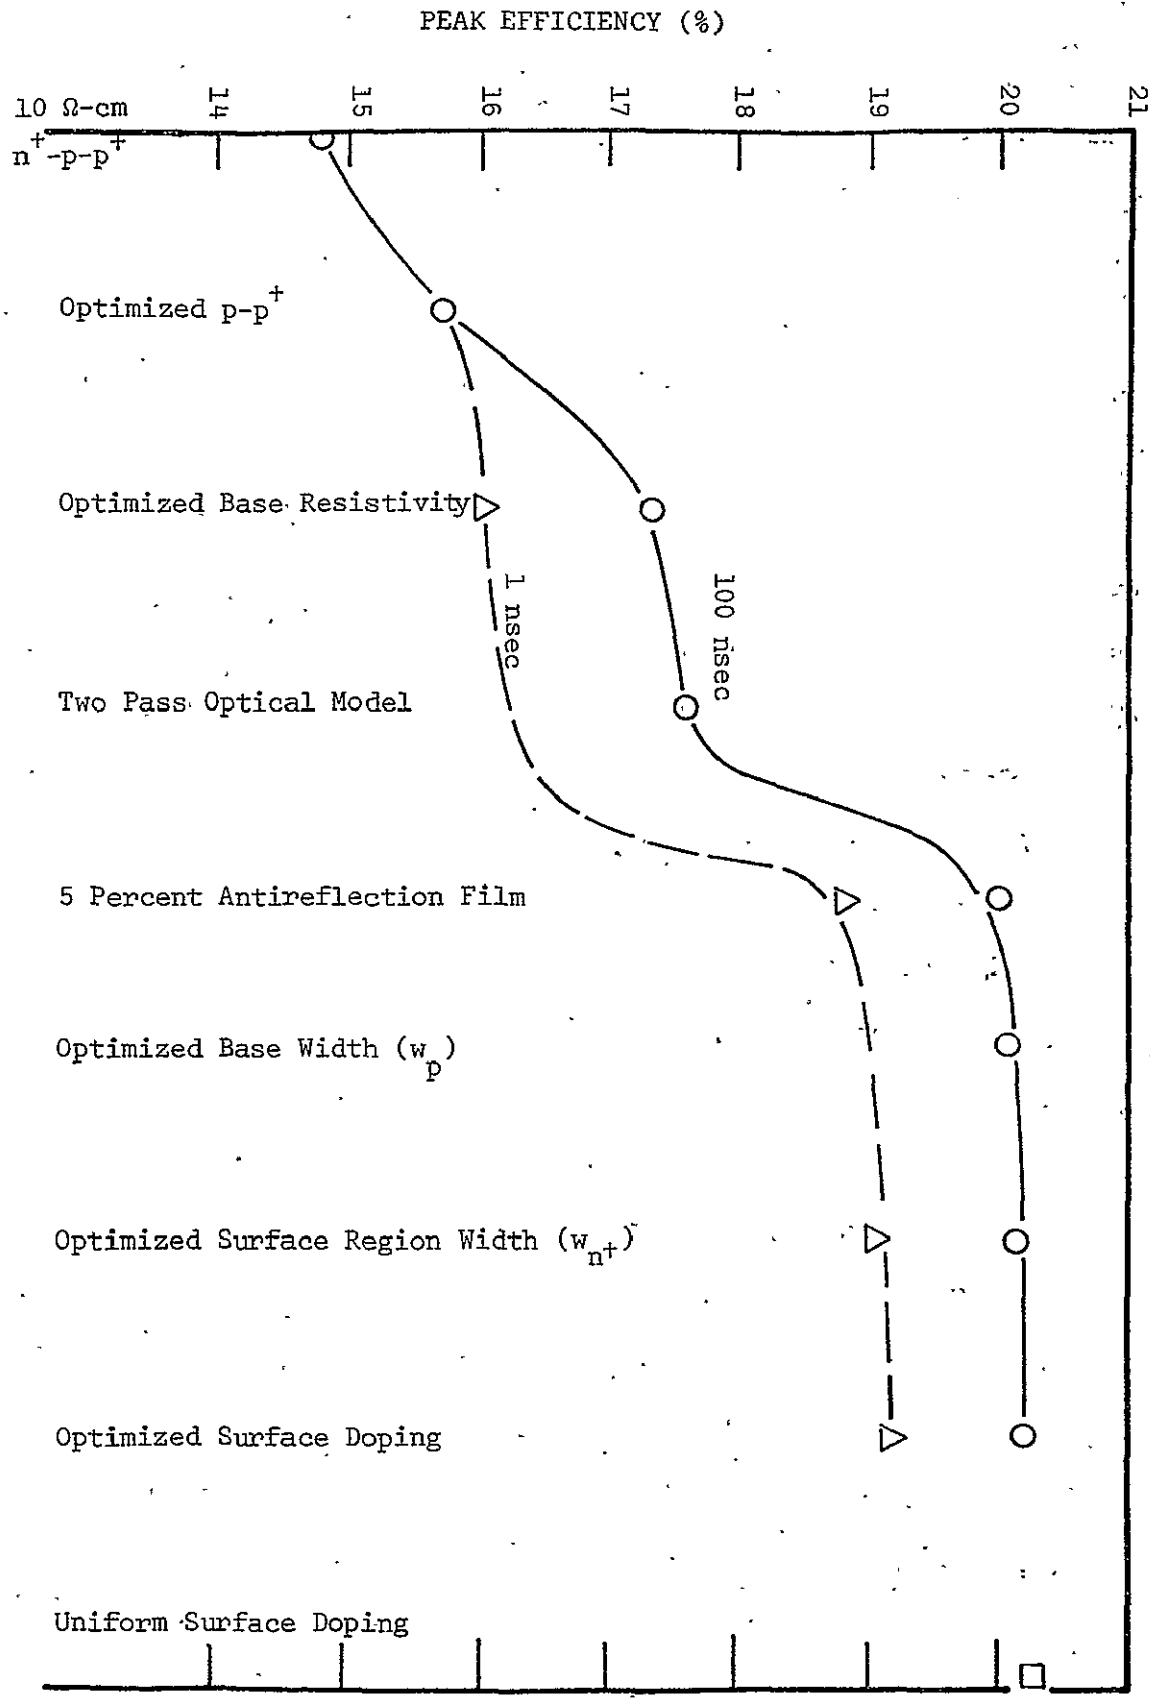 PEAK EFFICIENCY (%)
14 15 16 17 18 19 20 21
10 Ω-cm
n⁺-p-p⁺
Optimized p-p⁺
Optimized Base Resistivity
1 nsec
100 nsec
Two Pass Optical Model
5 Percent Antireflection Film
Optimized Base Width (w_p)
Optimized Surface Region Width (w_n⁺)
Optimized Surface Doping
Uniform Surface Doping